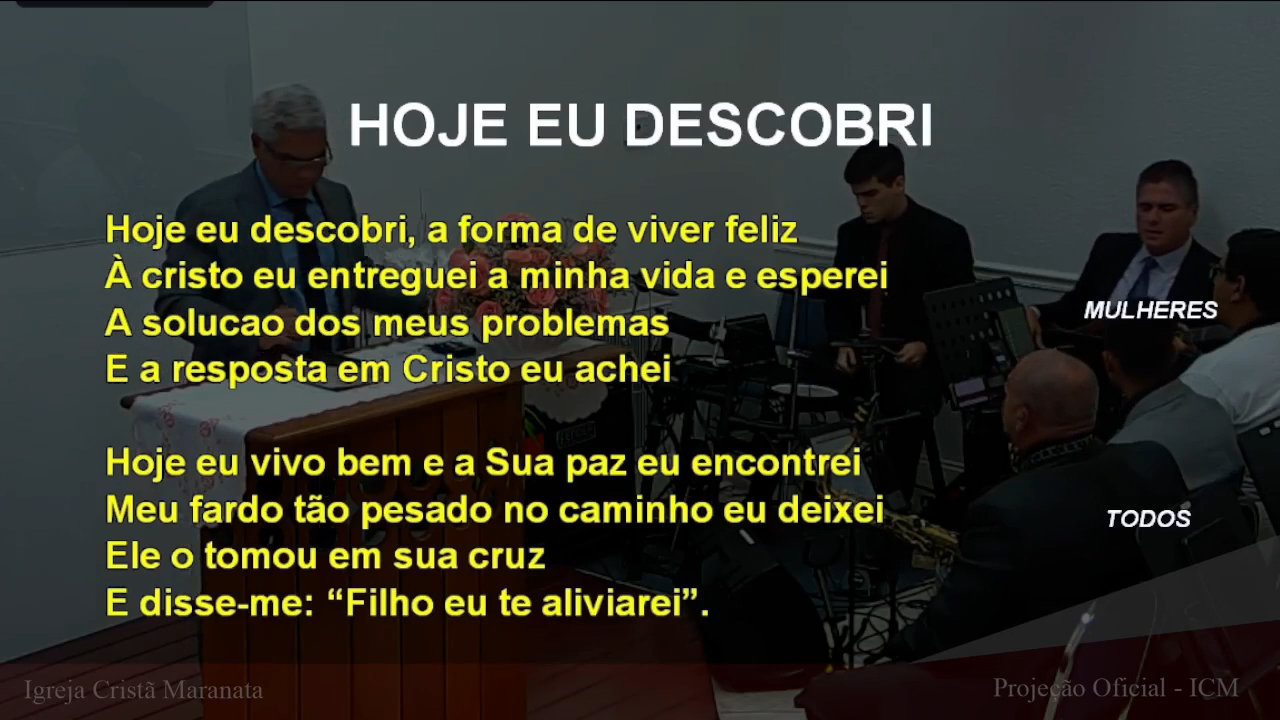 HOJE EU DESCOBRI
Hoje eu descobri, a forma de viver feliz
À cristo eu entreguei a minha vida e esperei
A solucao dos meus problemas
E a resposta em Cristo eu achei
MULHERES
Hoje eu vivo bem e a Sua paz eu encontrei
Meu fardo tão pesado no caminho eu deixei
Ele o tomou em sua cruz
E disse-me: “Filho eu te aliviarei”.
TODOS
Igreja Cristã Maranata
Projecão Oficial - ICM